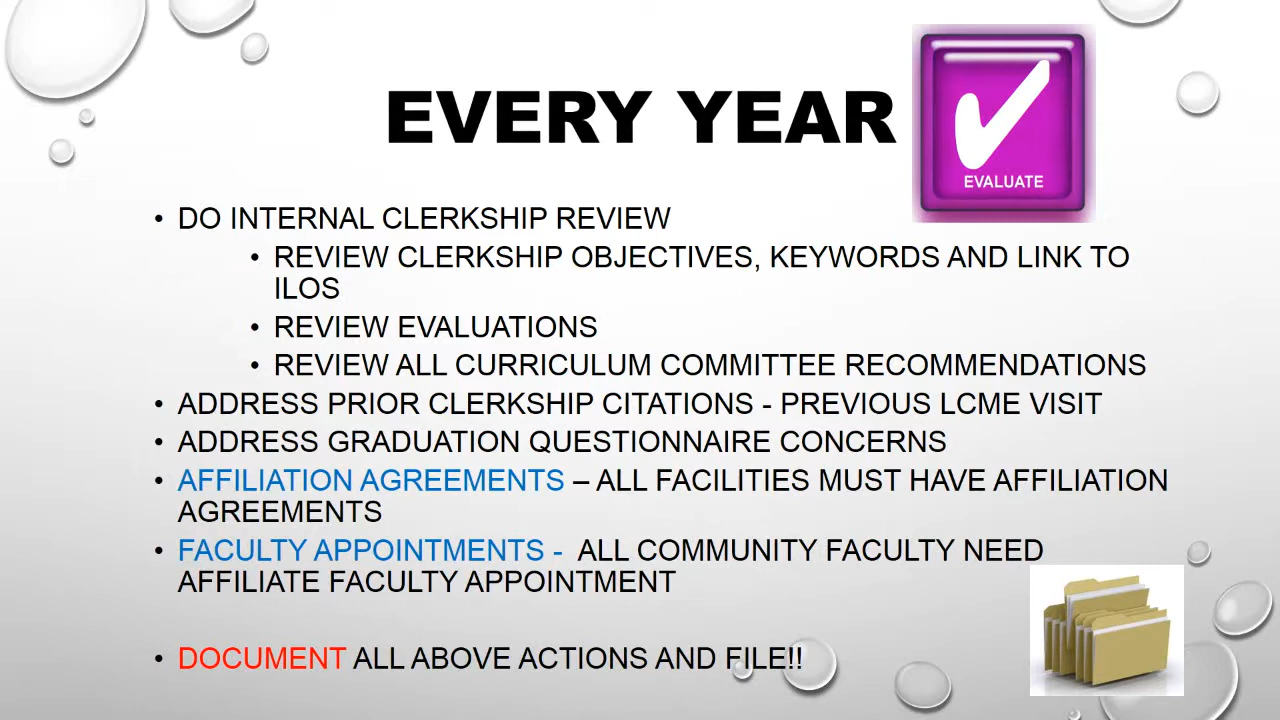 EVERY YEAR
EVALUATE
• DO INTERNAL CLERKSHIP REVIEW
• REVIEW CLERKSHIP OBJECTIVES, KEYWORDS AND LINK TO
ILOS
• REVIEW EVALUATIONS
• REVIEW ALL CURRICULUM COMMITTEE RECOMMENDATIONS
• ADDRESS PRIOR CLERKSHIP CITATIONS - PREVIOUS LCME VISIT
• ADDRESS GRADUATION QUESTIONNAIRE CONCERNS
• AFFILIATION AGREEMENTS – ALL FACILITIES MUST HAVE AFFILIATION
AGREEMENTS
• FACULTY APPOINTMENTS - ALL COMMUNITY FACULTY NEED
AFFILIATE FACULTY APPOINTMENT
• DOCUMENT ALL ABOVE ACTIONS AND FILE!!